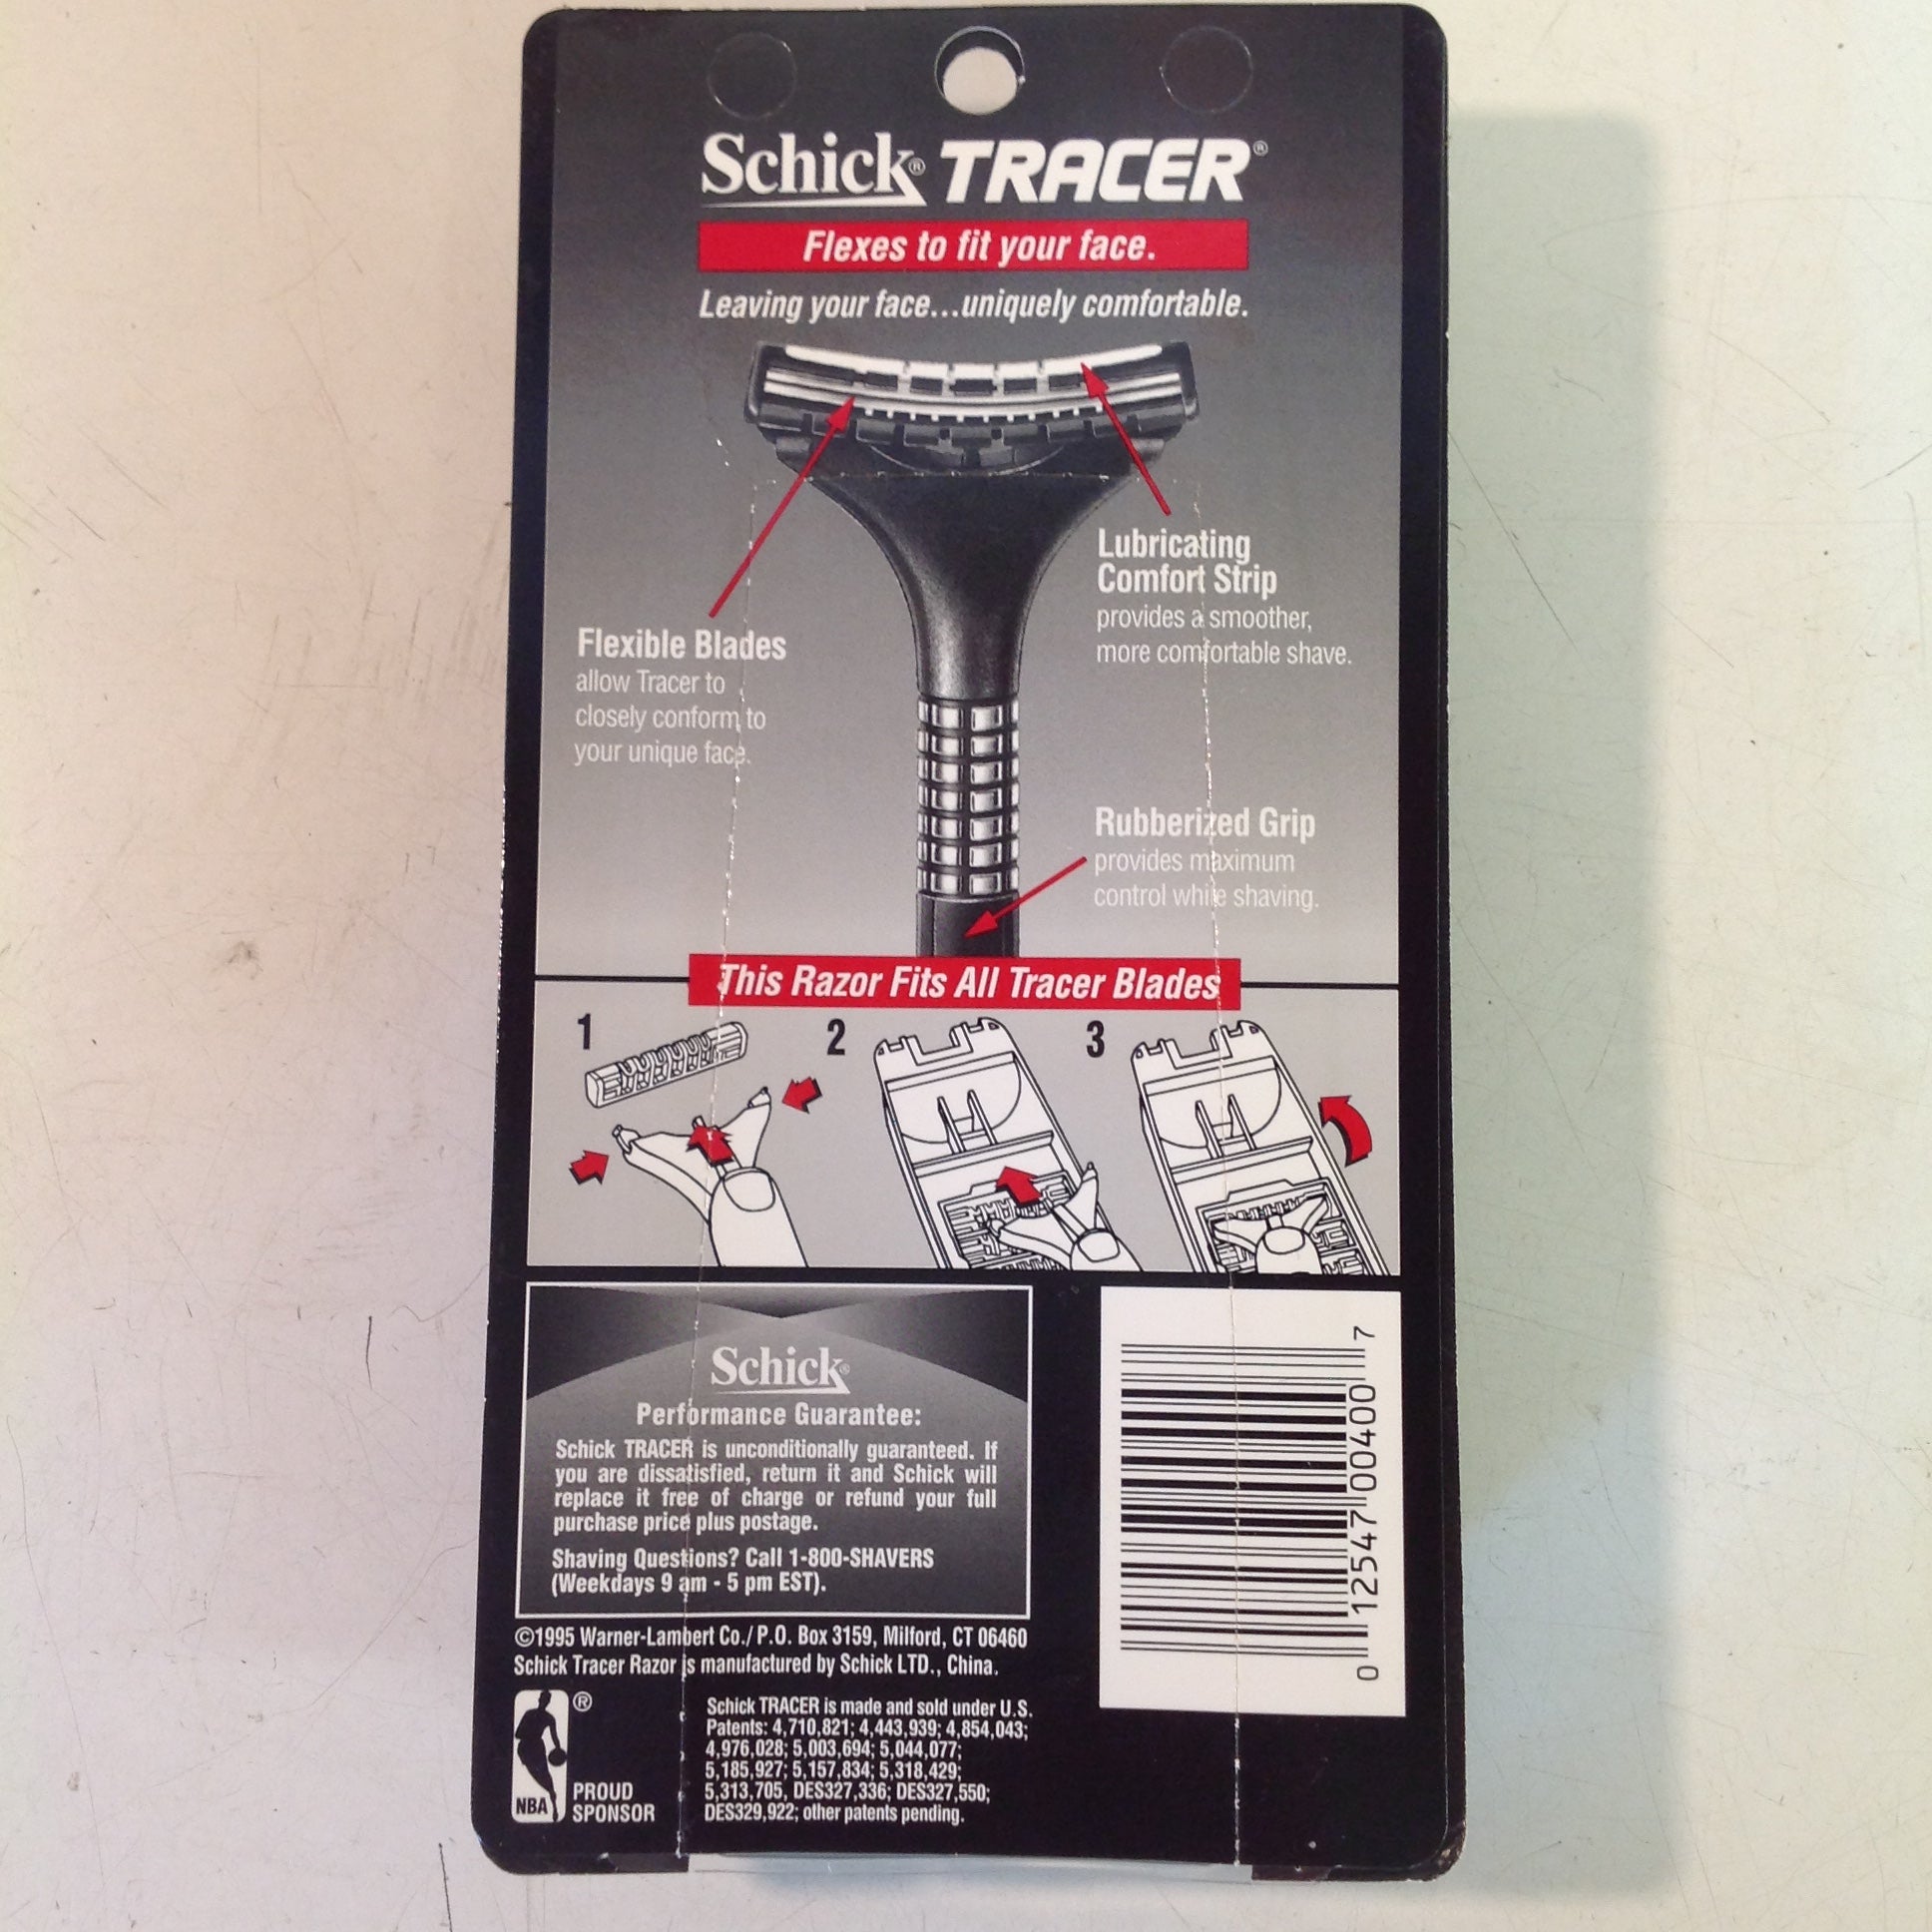 Schick® TRACER®
Flexes to fit your face.
Leaving your face...uniquely comfortable.
Lubricating
Comfort Strip
provides a smoother,
more comfortable shave.
Flexible Blades
allow Tracer to
closely conform to
your unique face.
Rubberized Grip
provides maximum
control while shaving.
This Razor Fits All Tracer Blades
1
2
3
Schick®
Performance Guarantee:
Schick TRACER is unconditionally guaranteed. If
you are dissatisfied, return it and Schick will
replace it free of charge or refund your full
purchase price plus postage.
Shaving Questions? Call 1-800-SHAVERS
(Weekdays 9 am - 5 pm EST).
©1995 Warner-Lambert Co./ P.O. Box 3159, Milford, CT 06460
Schick Tracer Razor is manufactured by Schick LTD., China.
®
NBA
PROUD
SPONSOR
Schick TRACER is made and sold under U.S.
Patents: 4,710,821; 4,443,939; 4,854,043;
4,976,028; 5,003,694; 5,044,077;
5,185,927; 5,157,834; 5,318,429;
5,313,705, DES327,336; DES327,550;
DES329,922; other patents pending.
0 12547 00400 7